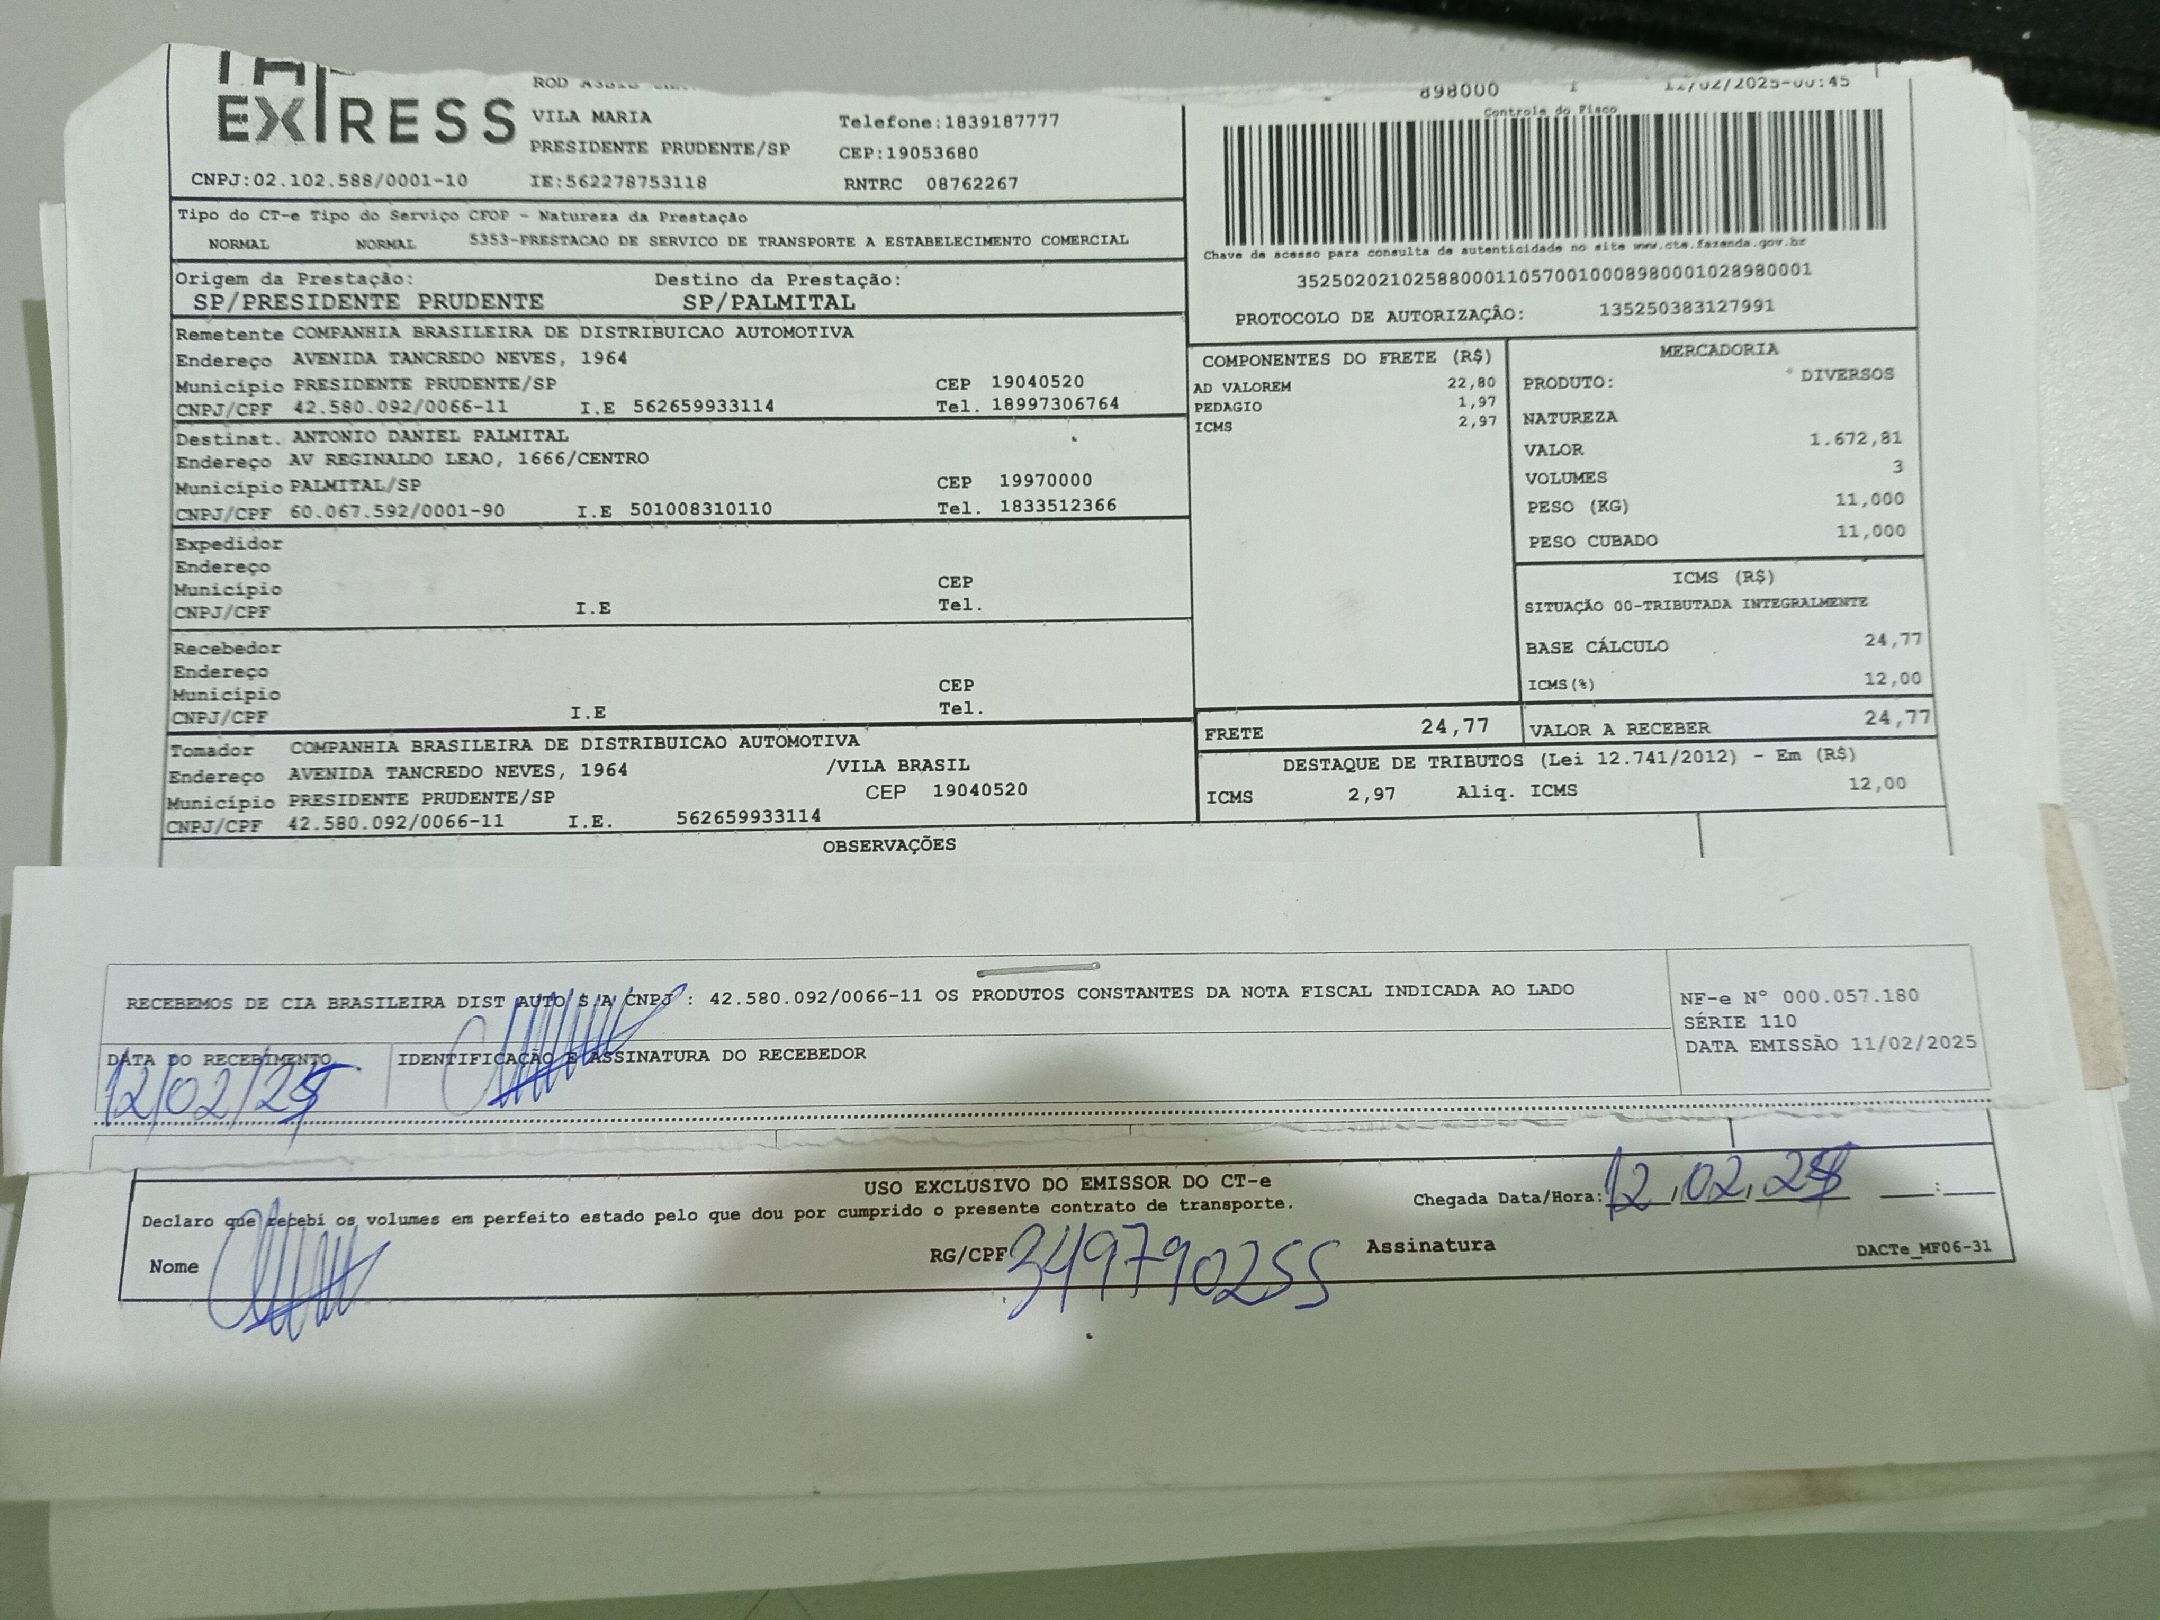 EXPRESS
VILA MARIA Telefone:1839187777
PRESIDENTE PRUDENTE/SP CEP:19053680
CNPJ:02.102.588/0001-10 IE:562278753118 RNTRC 08762267
Tipo do CT-e Tipo do Serviço CFOP - Natureza da Prestação
NORMAL NORMAL 5353-PRESTACAO DE SERVICO DE TRANSPORTE A ESTABELECIMENTO COMERCIAL
Origem da Prestação: Destino da Prestação:
SP/PRESIDENTE PRUDENTE SP/PALMITAL
Remetente COMPANHIA BRASILEIRA DE DISTRIBUICAO AUTOMOTIVA
Endereço AVENIDA TANCREDO NEVES, 1964
Município PRESIDENTE PRUDENTE/SP CEP 19040520
CNPJ/CPF 42.580.092/0066-11 I.E 562659933114 Tel. 18997306764
Destinat. ANTONIO DANIEL PALMITAL
Endereço AV REGINALDO LEAO, 1666/CENTRO
Município PALMITAL/SP CEP 19970000
CNPJ/CPF 60.067.592/0001-90 I.E 501008310110 Tel. 1833512366
Expedidor
Endereço
Município CEP
CNPJ/CPF I.E Tel.
Recebedor
Endereço
Município CEP
CNPJ/CPF I.E Tel.
Tomador COMPANHIA BRASILEIRA DE DISTRIBUICAO AUTOMOTIVA
Endereço AVENIDA TANCREDO NEVES, 1964 /VILA BRASIL
Município PRESIDENTE PRUDENTE/SP CEP 19040520
CNPJ/CPF 42.580.092/0066-11 I.E. 562659933114
898000 1 12/02/2025-00:45
Controle do Fisco
Chave de acesso para consulta de autenticidade no site www.cte.fazenda.gov.br
35250202102588000110570010008980001028980001
PROTOCOLO DE AUTORIZAÇÃO: 135250383127991
COMPONENTES DO FRETE (R$)
AD VALOREM 22,80
PEDAGIO 1,97
ICMS 2,97
MERCADORIA
PRODUTO: DIVERSOS
NATUREZA
VALOR 1.672,81
VOLUMES 3
PESO (KG) 11,000
PESO CUBADO 11,000
ICMS (R$)
SITUAÇÃO 00-TRIBUTADA INTEGRALMENTE
BASE CÁLCULO 24,77
ICMS(%) 12,00
FRETE 24,77 VALOR A RECEBER 24,77
DESTAQUE DE TRIBUTOS (Lei 12.741/2012) - Em (R$)
ICMS 2,97 Aliq. ICMS 12,00
OBSERVAÇÕES
RECEBEMOS DE CIA BRASILEIRA DIST AUTO S/A CNPJ : 42.580.092/0066-11 OS PRODUTOS CONSTANTES DA NOTA FISCAL INDICADA AO LADO
DATA DO RECEBIMENTO IDENTIFICAÇÃO E ASSINATURA DO RECEBEDOR
12/02/25
NF-e Nº 000.057.180
SÉRIE 110
DATA EMISSÃO 11/02/2025
USO EXCLUSIVO DO EMISSOR DO CT-e
Declaro que recebi os volumes em perfeito estado pelo que dou por cumprido o presente contrato de transporte.
Chegada Data/Hora: 12.02.25 __:__
Nome RG/CPF 349790255 Assinatura
DACTe_MF06-31